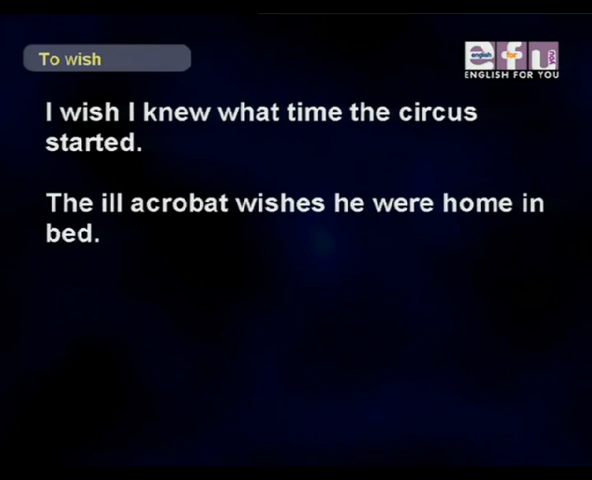 To wish
english for you
ENGLISH FOR YOU
I wish I knew what time the circus
started.
The ill acrobat wishes he were home in
bed.